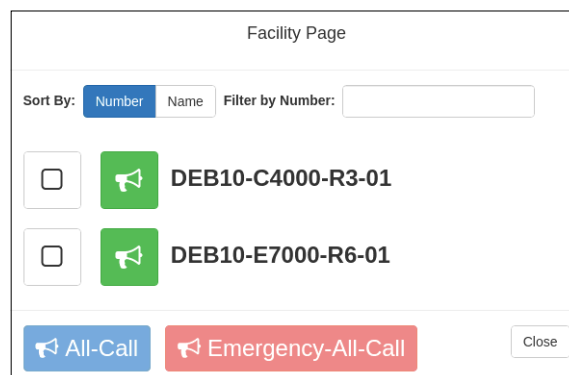 Facility Page
Sort By: Number Name Filter by Number:
DEB10-C4000-R3-01
DEB10-E7000-R6-01
All-Call Emergency-All-Call Close